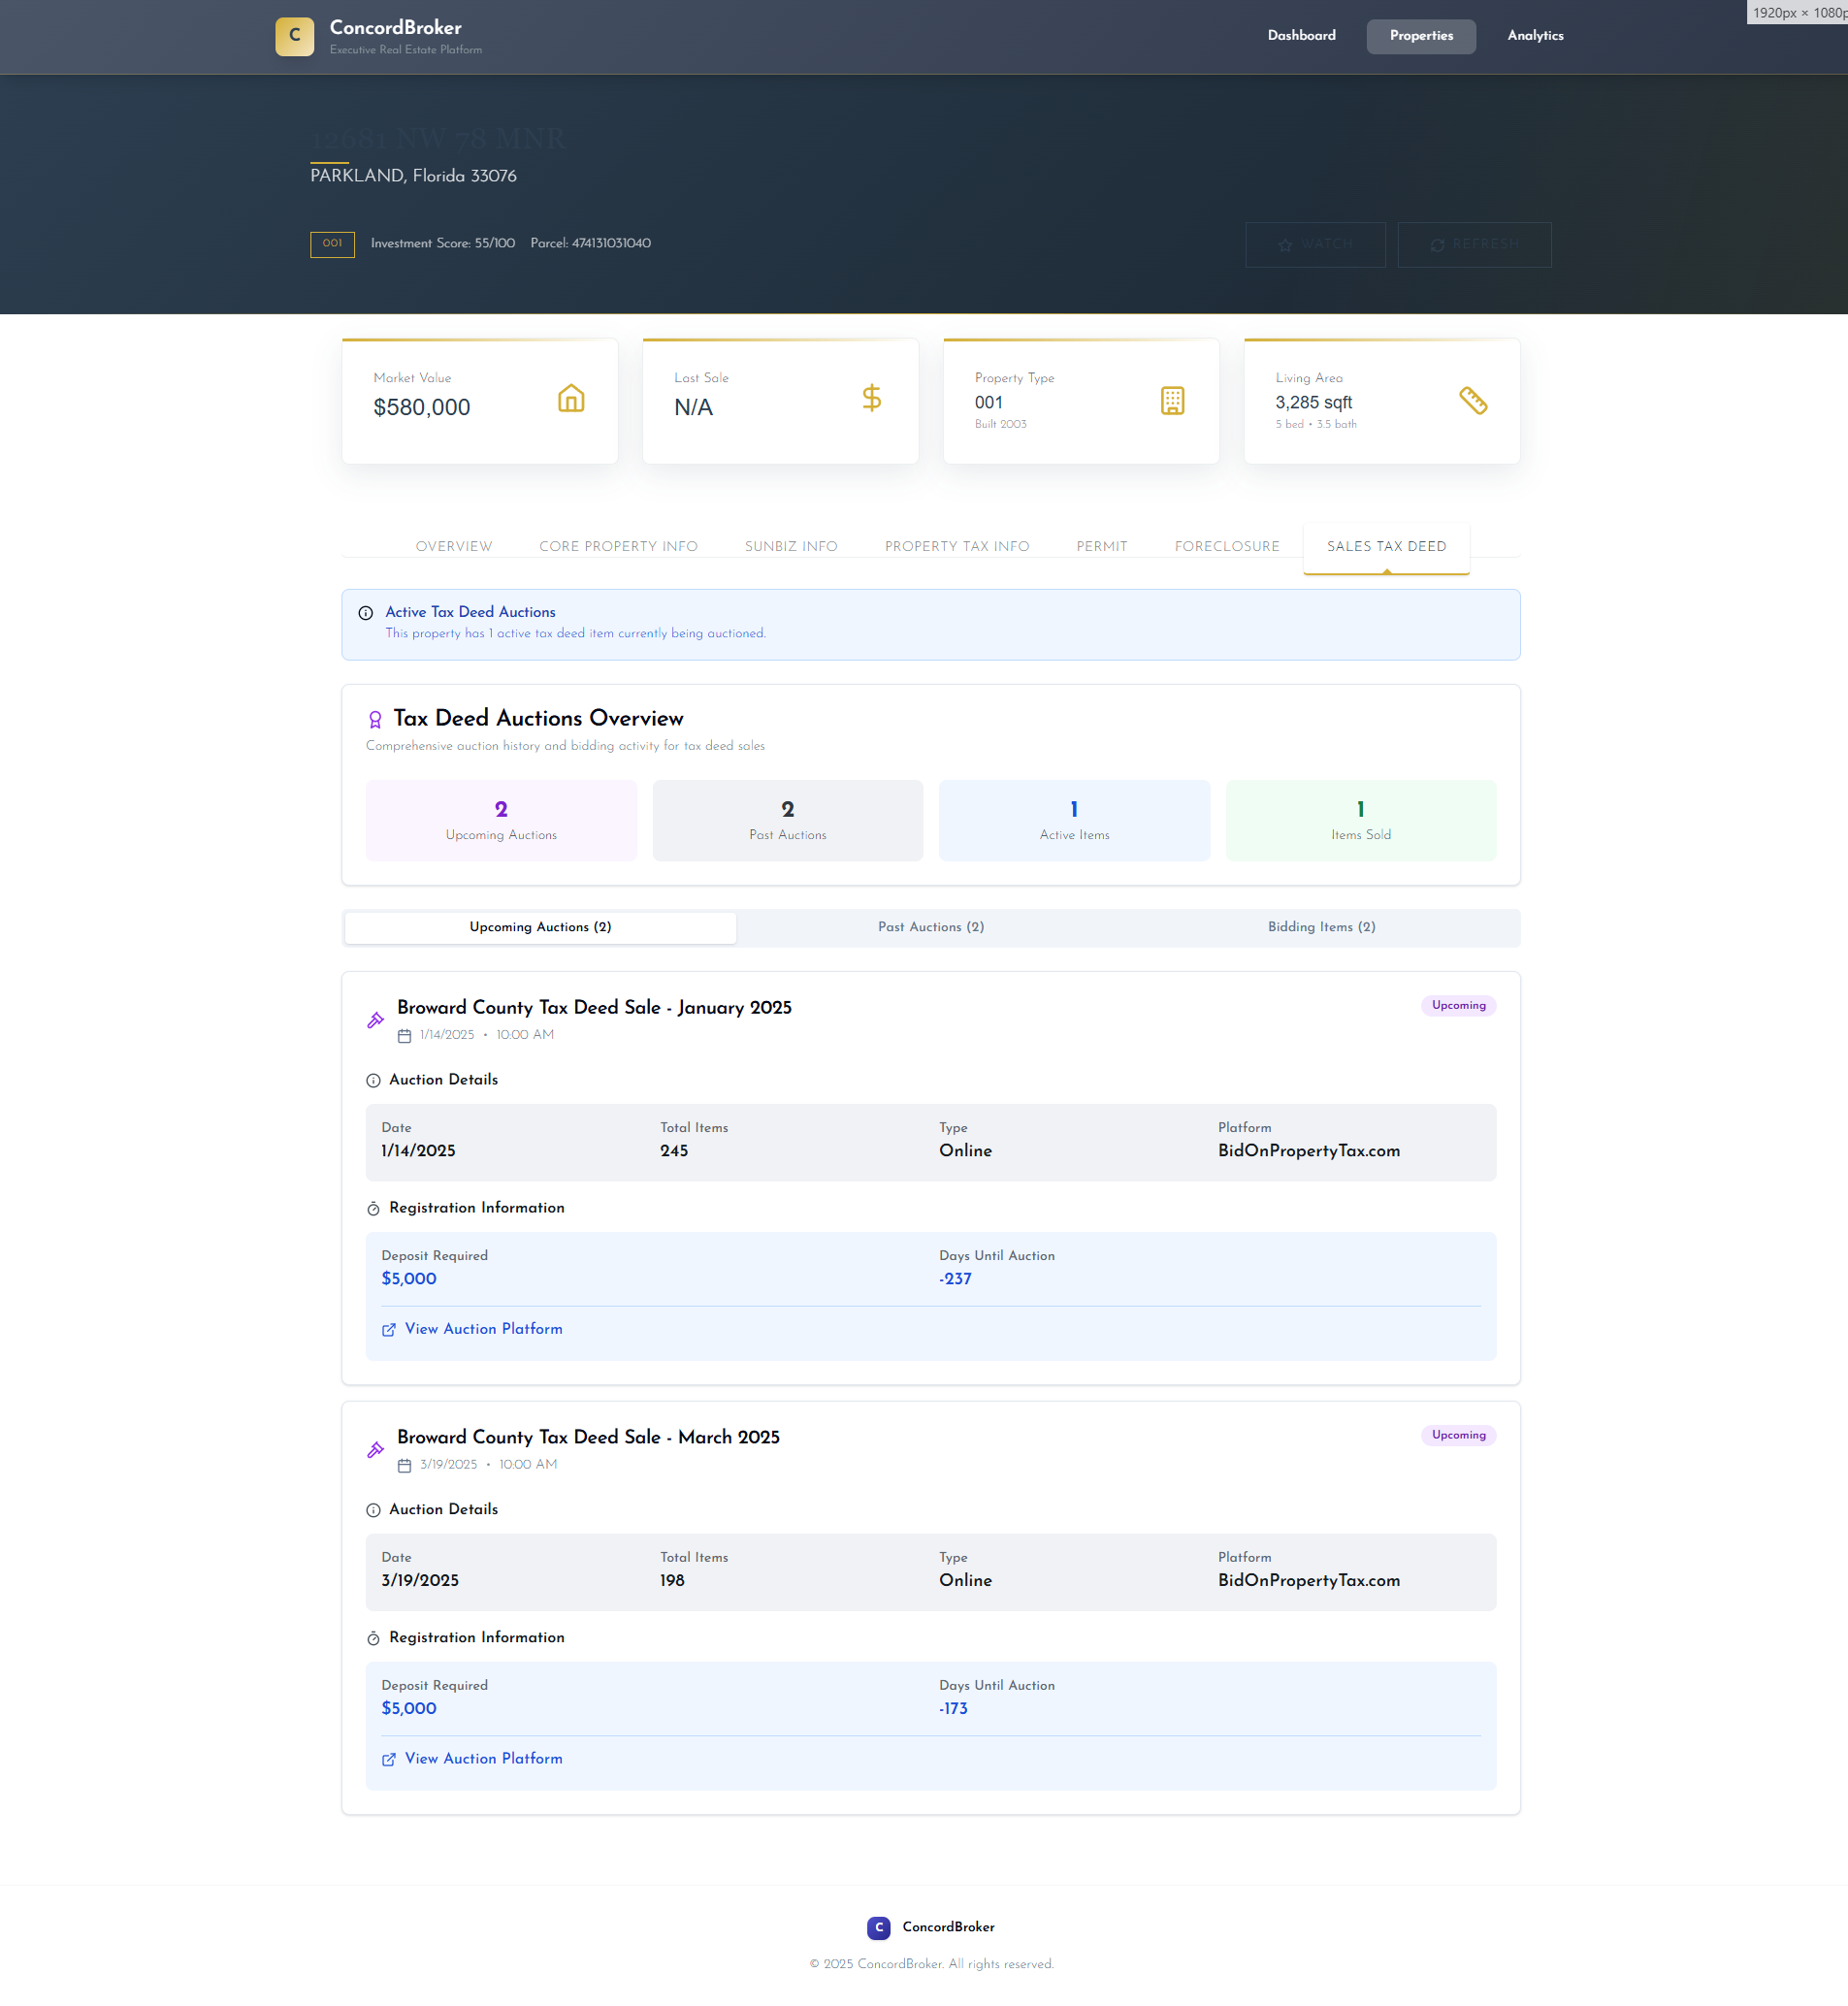 C
ConcordBroker
Executive Real Estate Platform
Dashboard
Properties
Analytics
1920px × 1080p
12681 NW 78 MNR
PARKLAND, Florida 33076
001
Investment Score: 55/100
Parcel: 474131031040
WATCH
REFRESH
Market Value
$580,000
Last Sale
N/A
Property Type
001
Built 2003
Living Area
3,285 sqft
5 bed • 3.5 bath
OVERVIEW
CORE PROPERTY INFO
SUNBIZ INFO
PROPERTY TAX INFO
PERMIT
FORECLOSURE
SALES TAX DEED
Active Tax Deed Auctions
This property has 1 active tax deed item currently being auctioned.
Tax Deed Auctions Overview
Comprehensive auction history and bidding activity for tax deed sales
2
Upcoming Auctions
2
Past Auctions
1
Active Items
1
Items Sold
Upcoming Auctions (2)
Past Auctions (2)
Bidding Items (2)
Broward County Tax Deed Sale - January 2025
Upcoming
1/14/2025 • 10:00 AM
Auction Details
Date
1/14/2025
Total Items
245
Type
Online
Platform
BidOnPropertyTax.com
Registration Information
Deposit Required
$5,000
Days Until Auction
-237
View Auction Platform
Broward County Tax Deed Sale - March 2025
Upcoming
3/19/2025 • 10:00 AM
Auction Details
Date
3/19/2025
Total Items
198
Type
Online
Platform
BidOnPropertyTax.com
Registration Information
Deposit Required
$5,000
Days Until Auction
-173
View Auction Platform
C
ConcordBroker
© 2025 ConcordBroker. All rights reserved.